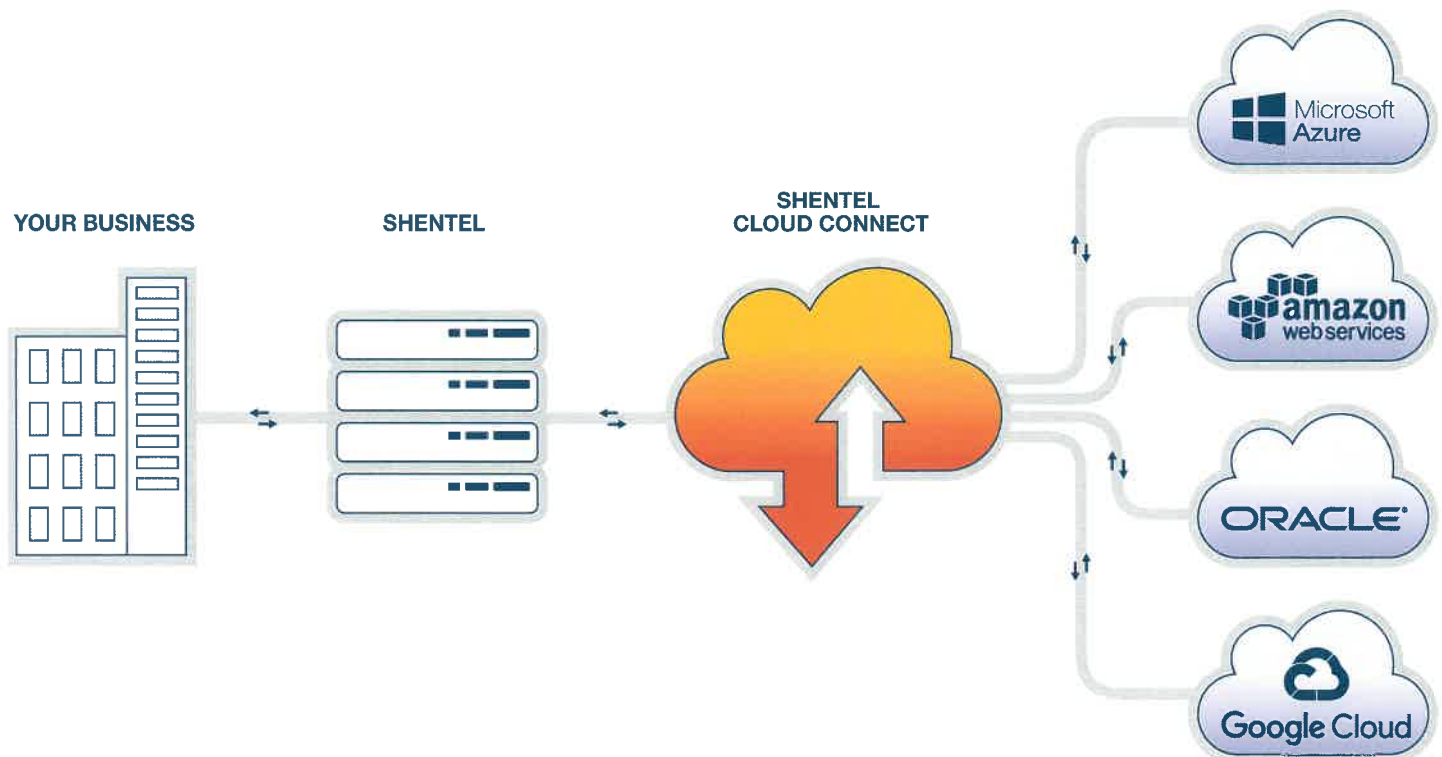 YOUR BUSINESS
SHENTEL
SHENTEL
CLOUD CONNECT
Microsoft
Azure
amazon
web services
ORACLE®
Google Cloud